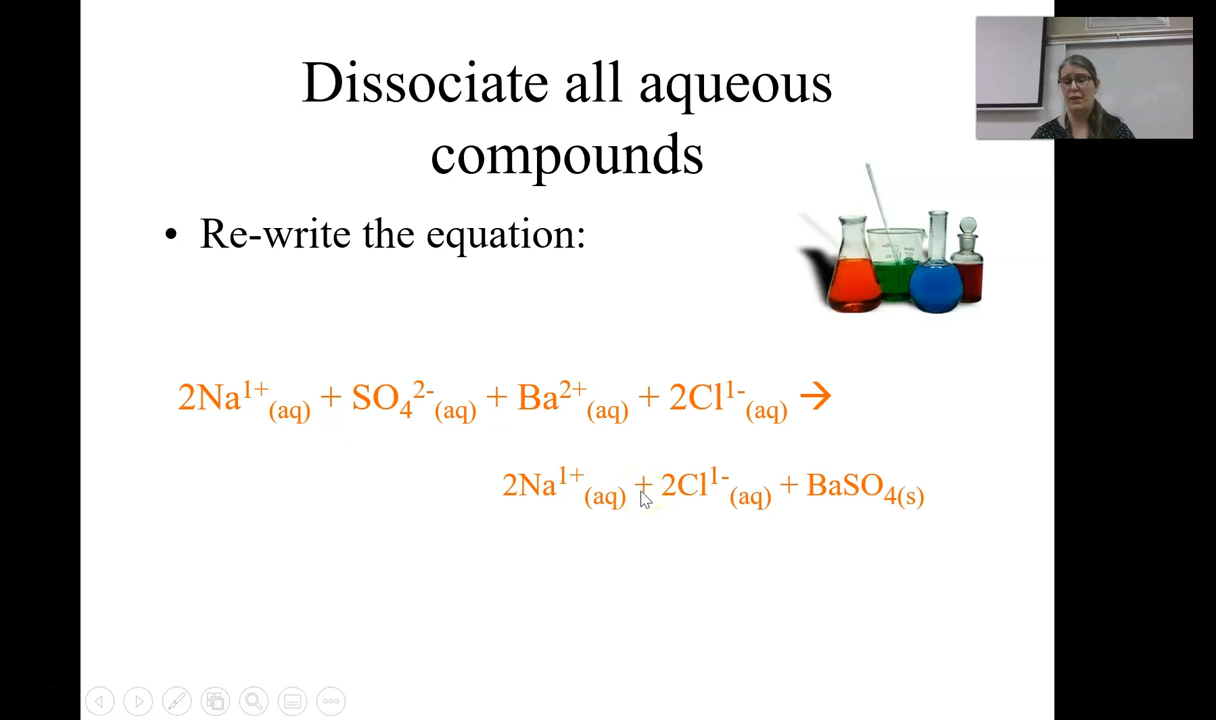 Dissociate all aqueous
compounds
• Re-write the equation:
2Na¹⁺(aq) + SO₄²⁻(aq) + Ba²⁺(aq) + 2Cl¹⁻(aq) →
2Na¹⁺(aq) + 2Cl¹⁻(aq) + BaSO₄(s)